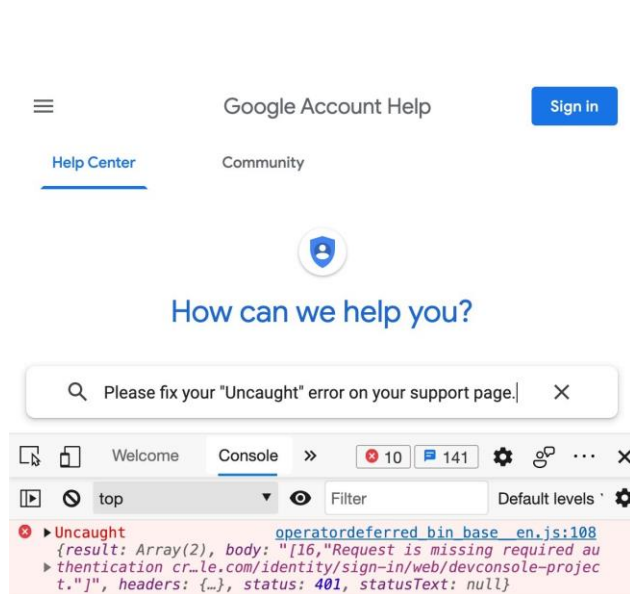 Google Account Help
Sign in
Help Center
Community
How can we help you?
Please fix your "Uncaught" error on your support page.
Welcome
Console
10
141
top
Filter
Default levels
Uncaught operatordeferred_bin_base__en.js:108
{result: Array(2), body: "[16,"Request is missing required au
thentication cr…le.com/identity/sign-in/web/devconsole-projec
t."]", headers: {…}, status: 401, statusText: null}